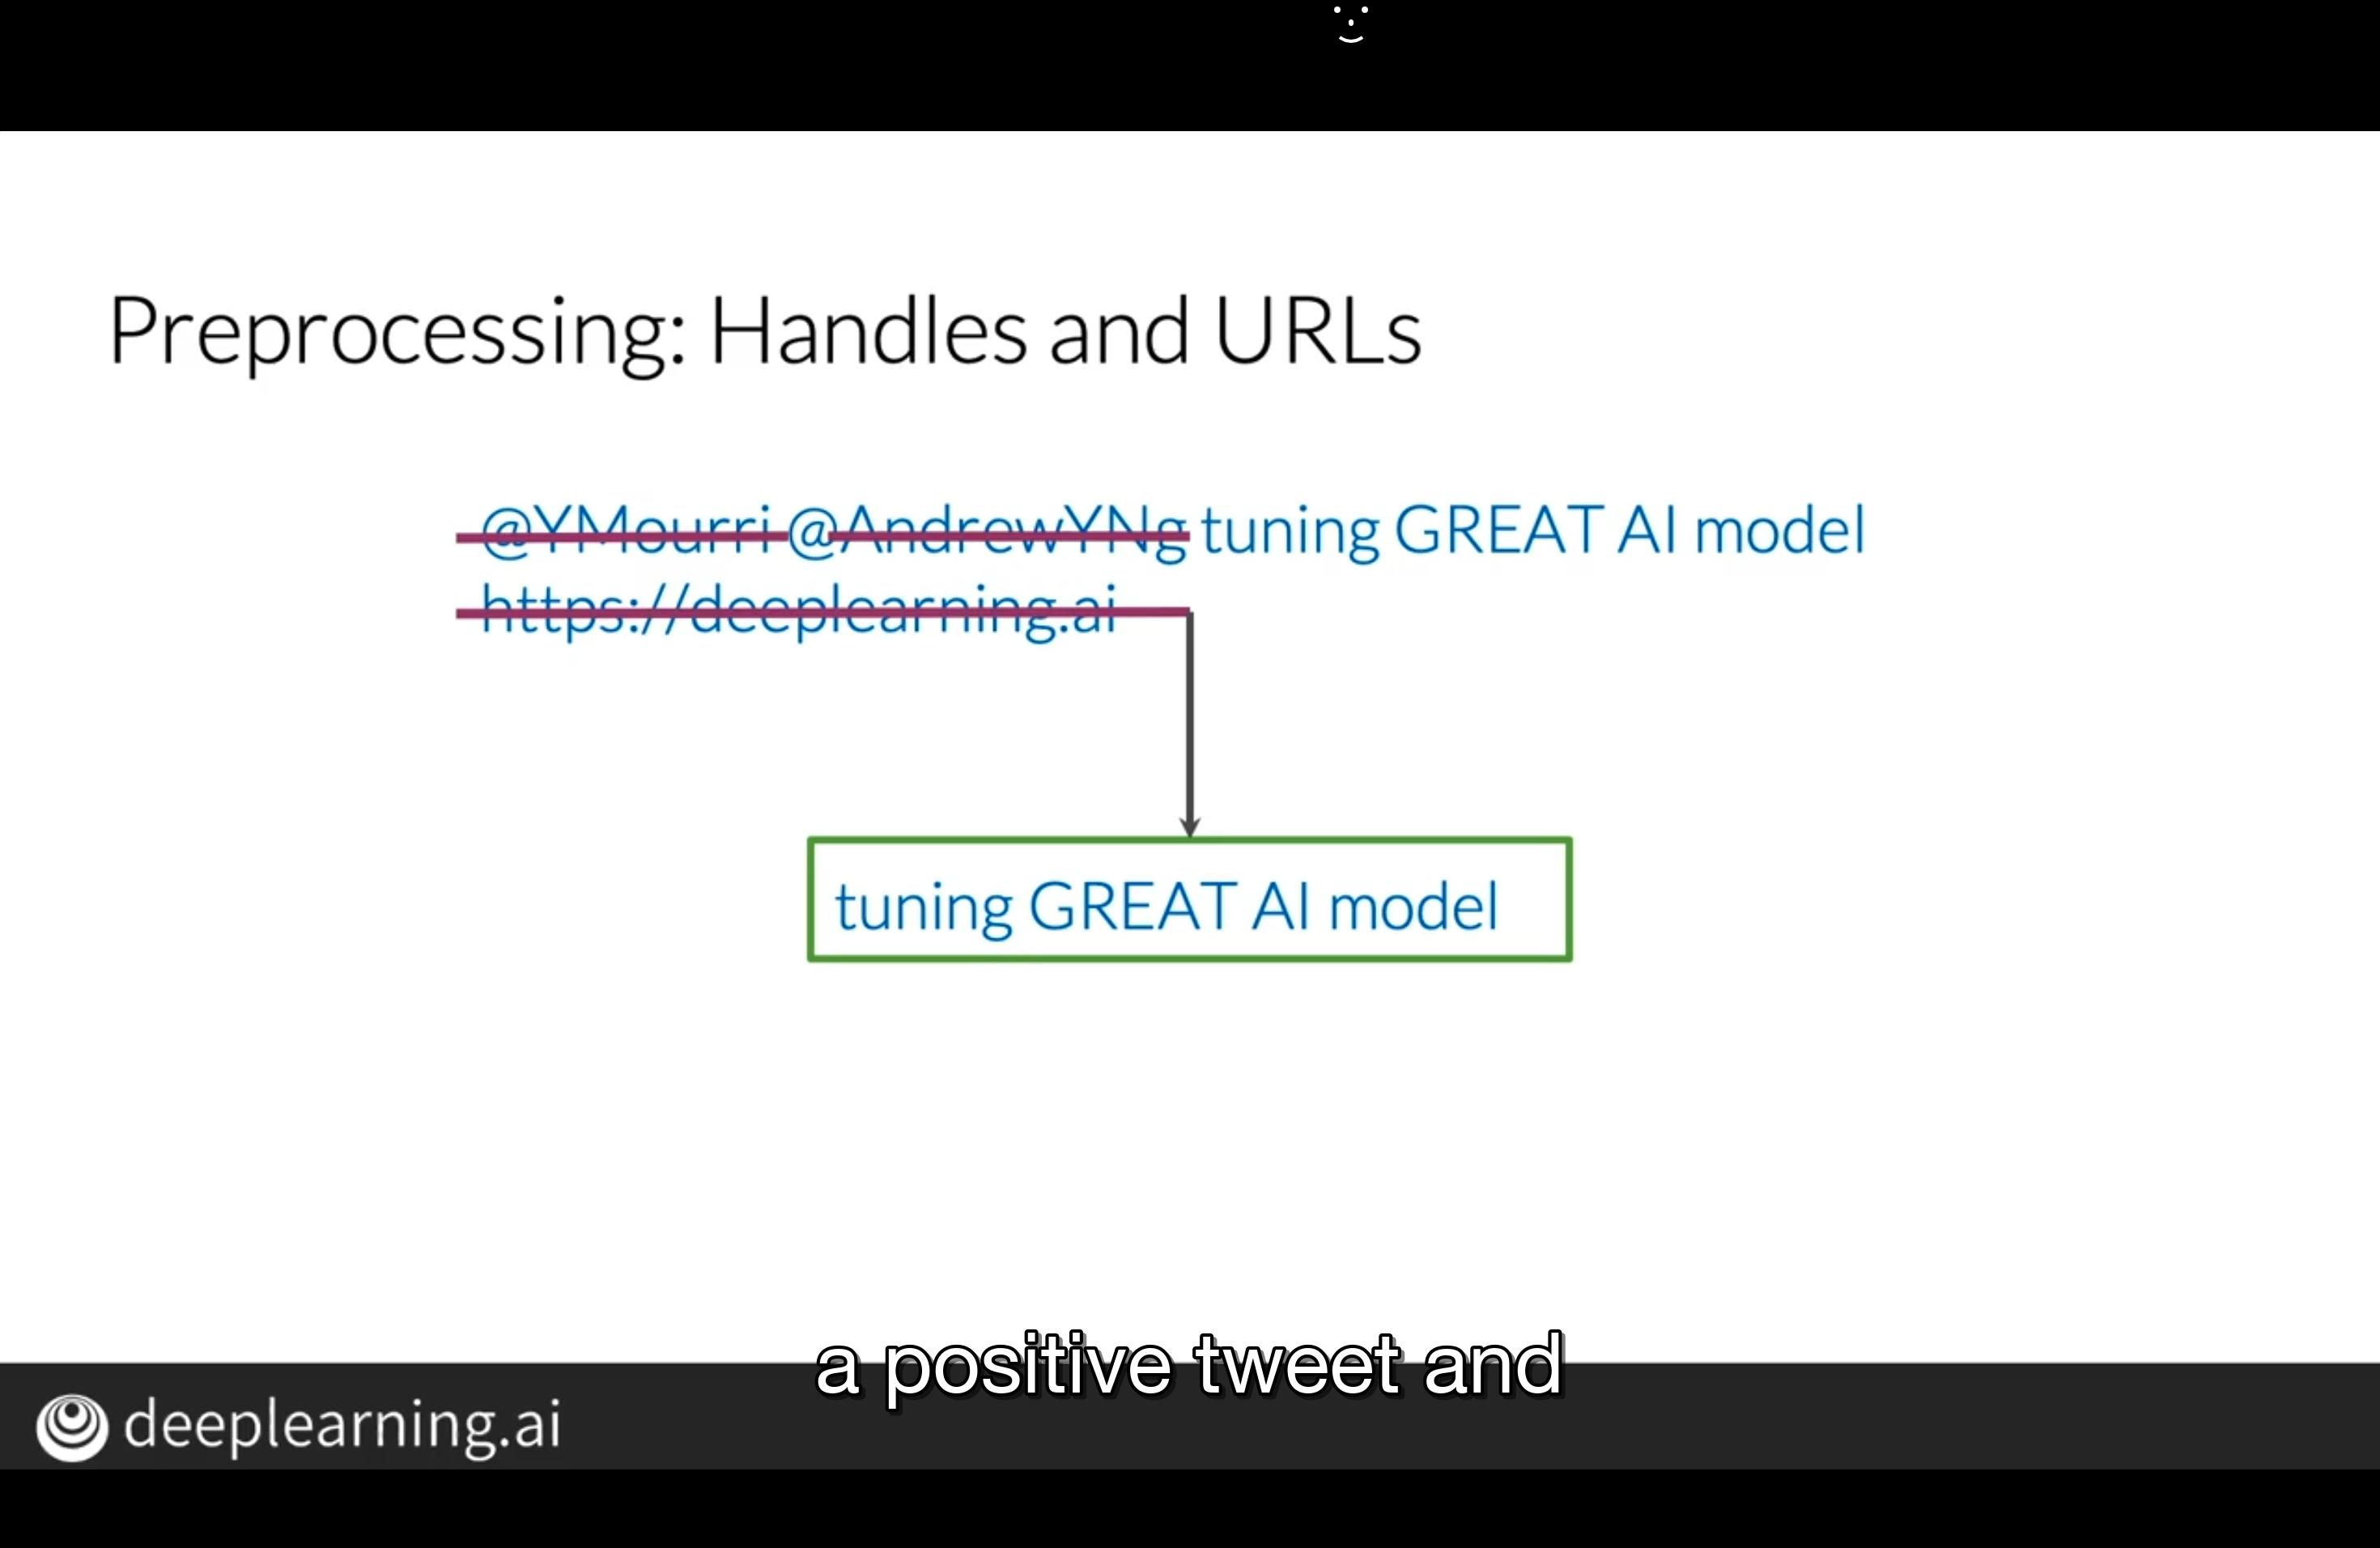 Preprocessing: Handles and URLs
@YMourri @AndrewYNg tuning GREAT AI model
https://deeplearning.ai
tuning GREAT AI model
a positive tweet and
deeplearning.ai